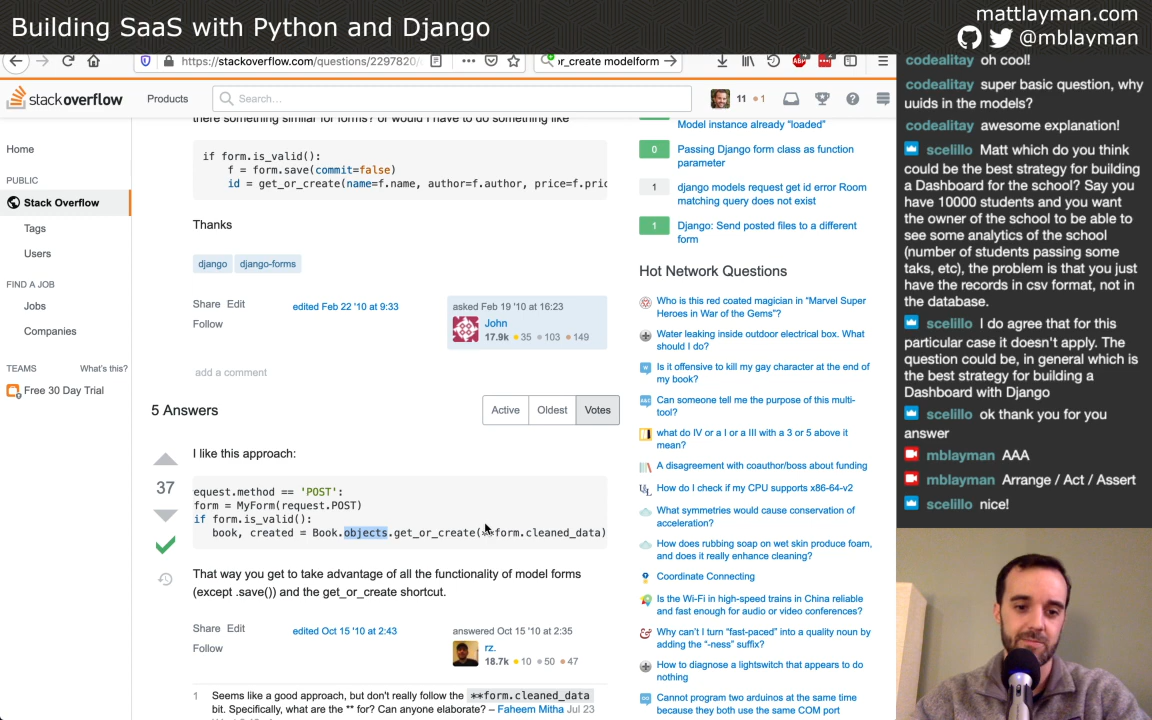 Building SaaS with Python and Django
mattlayman.com
@mblayman
https://stackoverflow.com/questions/2297820/
r_create modelform
ABP
stackoverflow
Products
Search...
11 • 1
Home
PUBLIC
Stack Overflow
Tags
Users
FIND A JOB
Jobs
Companies
TEAMS
What's this?
Free 30 Day Trial
there something similar for forms? or would I have to do something like
if form.is_valid():
f = form.save(commit=false)
id = get_or_create(name=f.name, author=f.author, price=f.pric
Thanks
django
django-forms
Share Edit
Follow
edited Feb 22 '10 at 9:33
asked Feb 19 '10 at 16:23
John
17.9k • 35 • 103 • 149
add a comment
5 Answers
Active
Oldest
Votes
37
I like this approach:
equest.method == 'POST':
form = MyForm(request.POST)
if form.is_valid():
book, created = Book.objects.get_or_create(**form.cleaned_data)
That way you get to take advantage of all the functionality of model forms
(except .save()) and the get_or_create shortcut.
Share Edit
Follow
edited Oct 15 '10 at 2:43
answered Oct 15 '10 at 2:35
rz.
18.7k • 10 • 50 • 47
1
Seems like a good approach, but don't really follow the **form.cleaned_data
bit. Specifically, what are the ** for? Can anyone elaborate? – Faheem Mitha Jul 23
Model instance already "loaded"
0
Passing Django form class as function
parameter
1
django models request get id error Room
matching query does not exist
1
Django: Send posted files to a different
form
Hot Network Questions
Who is this red coated magician in "Marvel Super
Heroes in War of the Gems"?
Water leaking inside outdoor electrical box. What
should I do?
Is it offensive to kill my gay character at the end of
my book?
Can someone tell me the purpose of this multi-
tool?
what do IV or a I or a III with a 3 or 5 above it
mean?
A disagreement with coauthor/boss about funding
How do I check if my CPU supports x86-64-v2
What symmetries would cause conservation of
acceleration?
How does rubbing soap on wet skin produce foam,
and does it really enhance cleaning?
Coordinate Connecting
Is the Wi-Fi in high-speed trains in China reliable
and fast enough for audio or video conferences?
Why can't I turn "fast-paced" into a quality noun by
adding the "-ness" suffix?
How to diagnose a lightswitch that appears to do
nothing
Cannot program two arduinos at the same time
because they both use the same COM port
codealitay oh cool!
codealitay super basic question, why
uuids in the models?
codealitay awesome explanation!
scelillo Matt which do you think
could be the best strategy for building
a Dashboard for the school? Say you
have 10000 students and you want
the owner of the school to be able to
see some analytics of the school
(number of students passing some
taks, etc), the problem is that you just
have the records in csv format, not in
the database.
scelillo I do agree that for this
particular case it doesn't apply. The
question could be, in general which is
the best strategy for building a
Dashboard with Django
scelillo ok thank you for you
answer
mblayman AAA
mblayman Arrange / Act / Assert
scelillo nice!